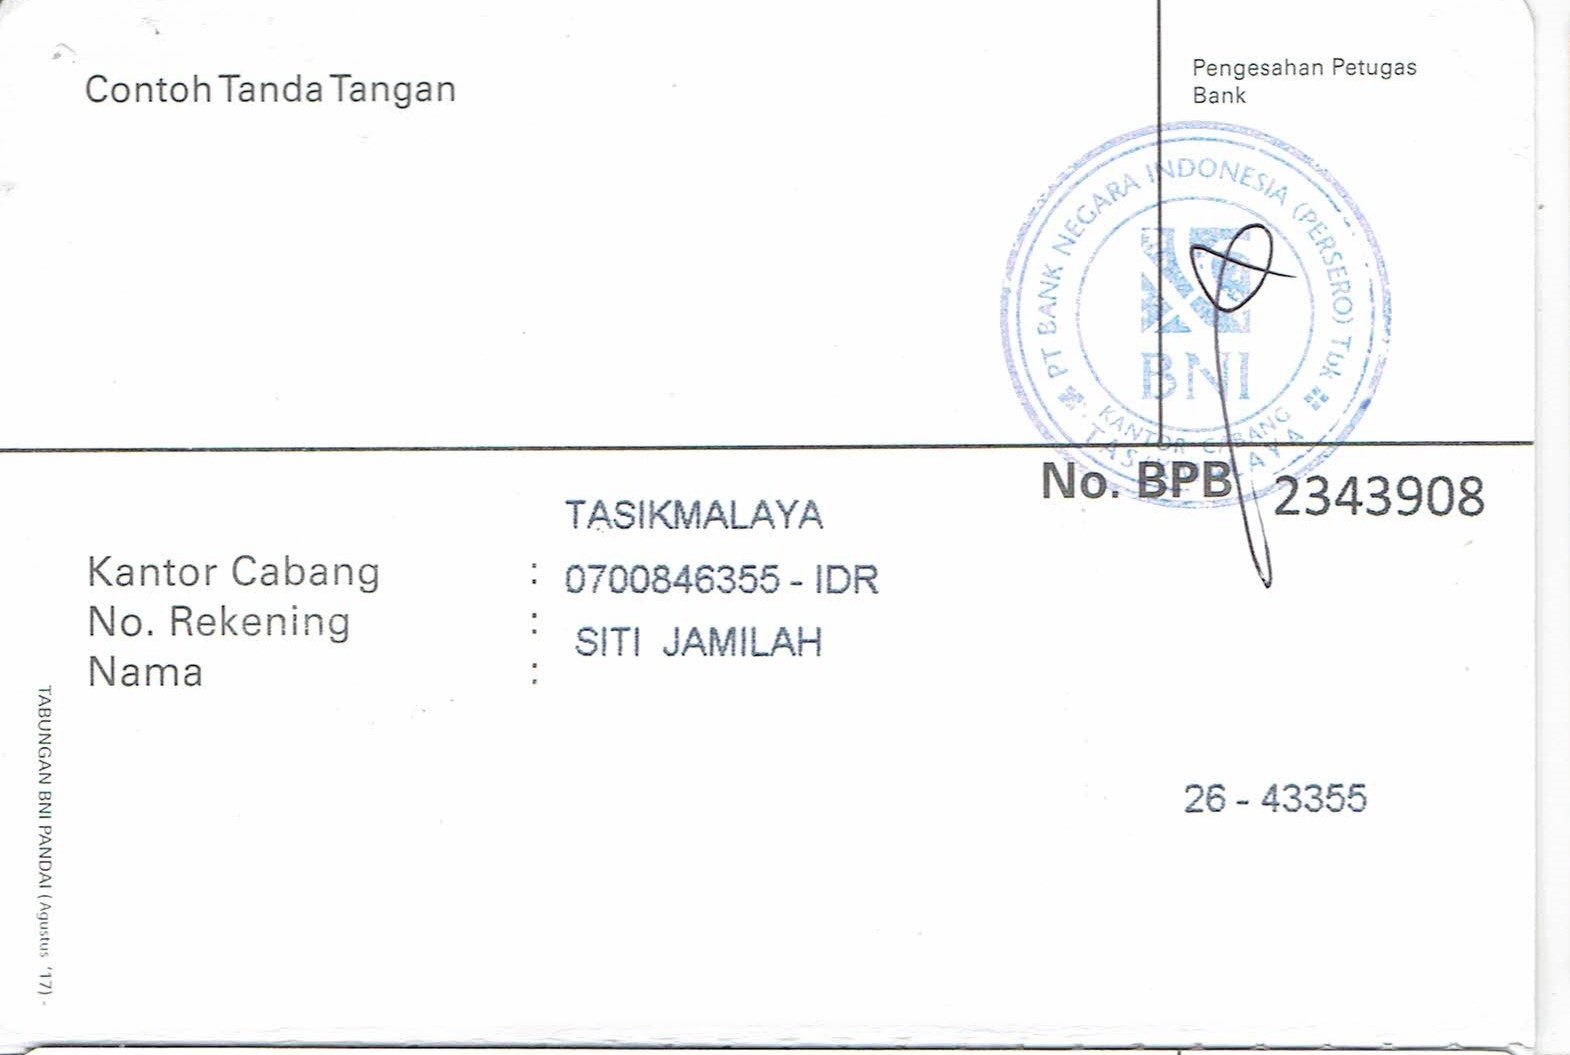 Contoh Tanda Tangan
Pengesahan Petugas
Bank
PT BANK NEGARA INDONESIA (PERSERO) Tbk
BNI
KANTOR CABANG
TASIKMALAYA
No. BPB 2343908
TASIKMALAYA
Kantor Cabang : 0700846355 - IDR
No. Rekening : SITI JAMILAH
Nama :
26 - 43355
TABUNGAN BNI PANDAI (Agustus '17) -